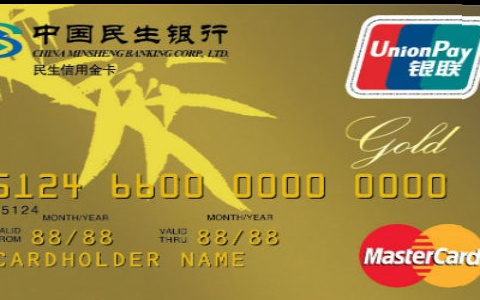 中国民生银行
CHINA MINSHENG BANKING CORP., LTD.
民生信用金卡
UnionPay
银联
Gold
5124 6600 0000 0000
5124
MONTH/YEAR MONTH/YEAR
VALID FROM 88/88 VALID THRU 88/88
CARDHOLDER NAME
MasterCard